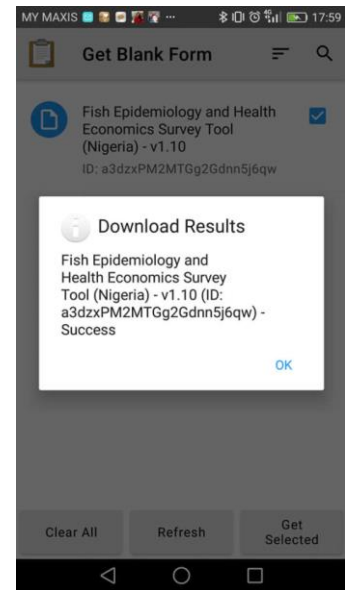 MY MAXIS ... 4G 17:59
Get Blank Form
Fish Epidemiology and Health
Economics Survey Tool
(Nigeria) - v1.10
ID: a3dzxPM2MTGg2Gdnn5j6qw
Download Results
Fish Epidemiology and
Health Economics Survey
Tool (Nigeria) - v1.10 (ID:
a3dzxPM2MTGg2Gdnn5j6qw) -
Success
OK
Clear All Refresh Get
Selected